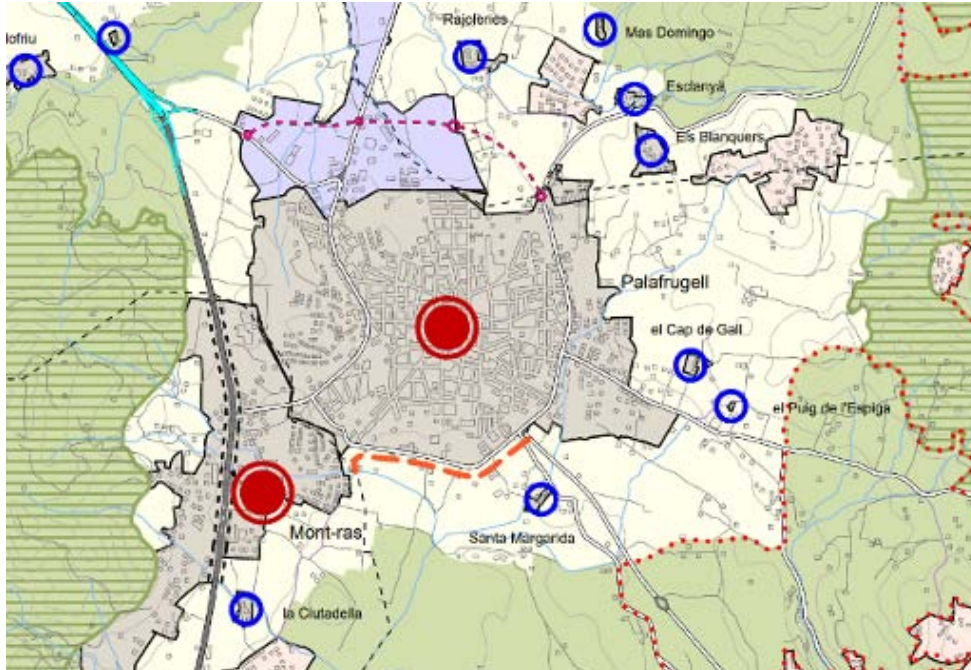 Rajoleries
Mas Domingo
Esclanyà
Els Blanquers
Palafrugell
el Cap de Gall
el Puig de l'Espiga
Santa Margarida
Mont-ras
la Ciutadella